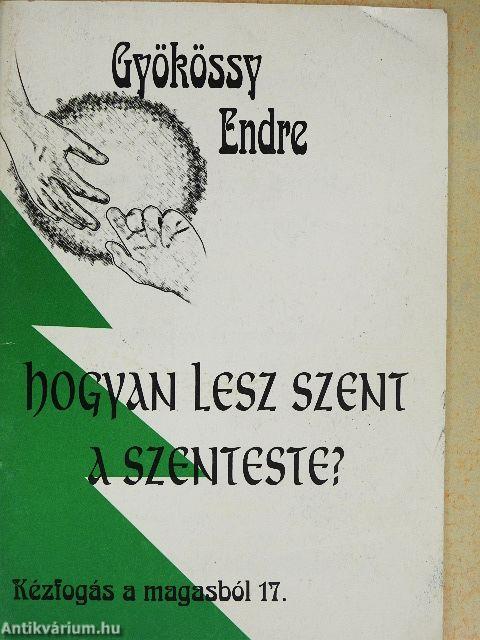 Gyökössy
Endre
HOGYAN LESZ SZENT
A SZENTESTE?
Kézfogás a magasból 17.
Antikvárium.hu